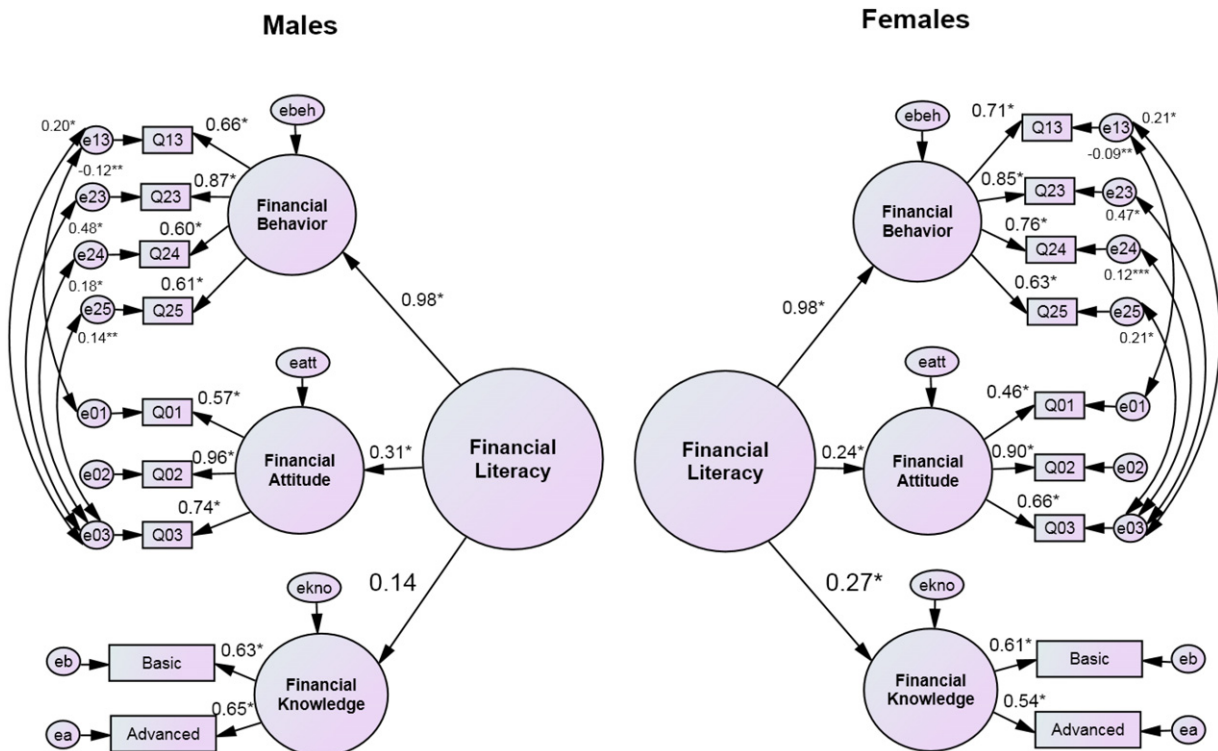 Males
ebeh
0.20*
e13
Q13
0.66*
-0.12**
e23
Q23
0.87*
Financial
Behavior
0.48*
e24
Q24
0.60*
0.18*
e25
Q25
0.61*
0.14**
0.98*
eatt
e01
Q01
0.57*
e02
Q02
0.96*
Financial
Attitude
0.31*
Financial
Literacy
e03
Q03
0.74*
ekno
0.14
eb
Basic
0.63*
Financial
Knowledge
ea
Advanced
0.65*
Females
ebeh
0.71*
Q13
e13
0.21*
-0.09**
Financial
Behavior
0.85*
Q23
e23
0.47*
0.76*
Q24
e24
0.12***
0.63*
Q25
e25
0.21*
0.98*
eatt
0.46*
Q01
e01
Financial
Literacy
0.24*
Financial
Attitude
0.90*
Q02
e02
0.66*
Q03
e03
0.27*
ekno
Financial
Knowledge
0.61*
Basic
eb
0.54*
Advanced
ea